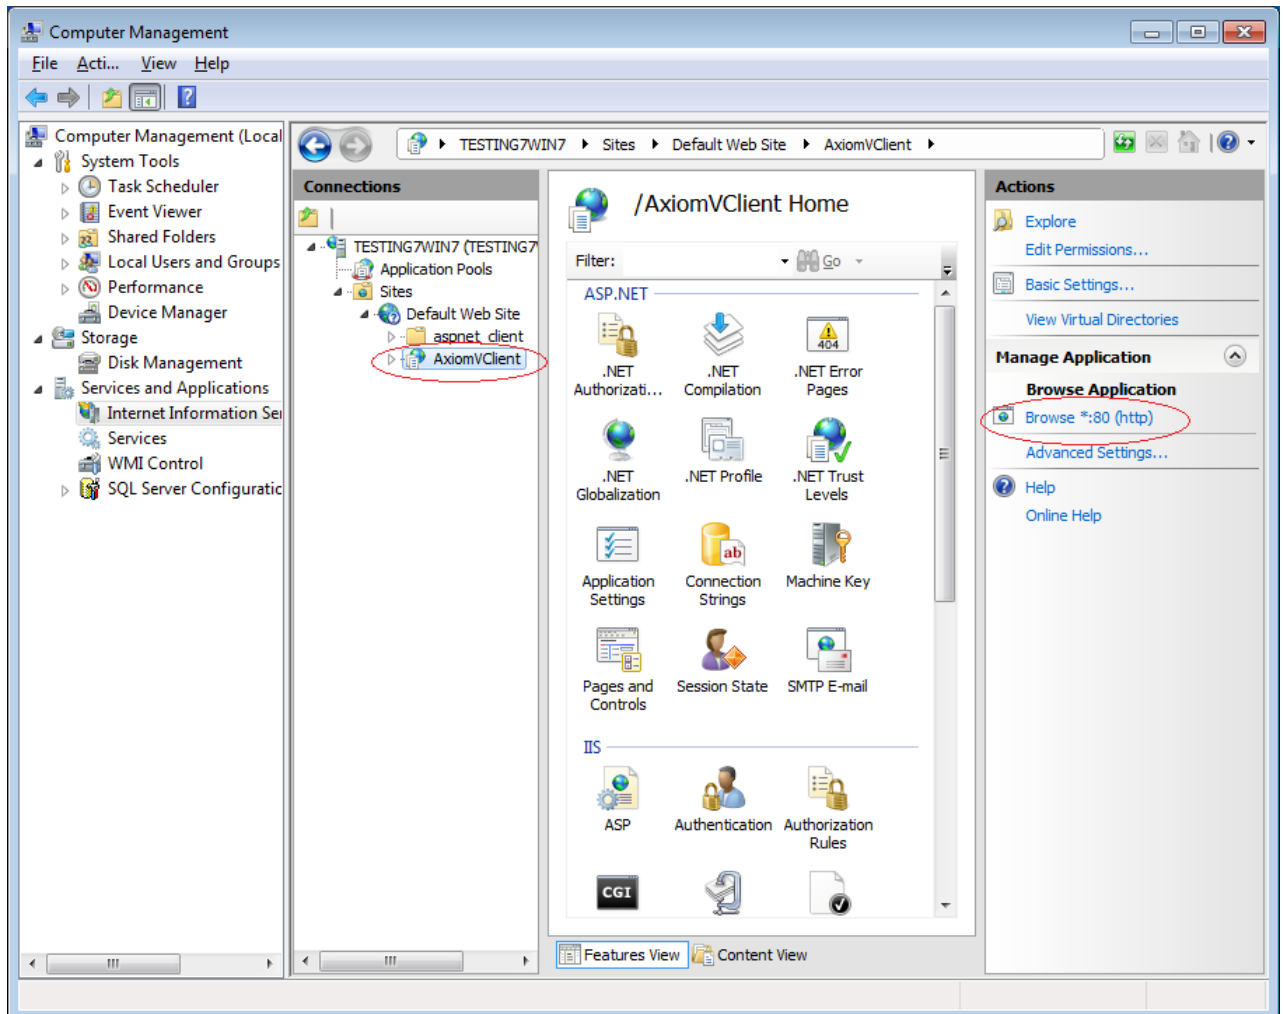 Computer Management
File Acti... View Help
Computer Management (Local
System Tools
Task Scheduler
Event Viewer
Shared Folders
Local Users and Groups
Performance
Device Manager
Storage
Disk Management
Services and Applications
Internet Information Ser
Services
WMI Control
SQL Server Configuratic
TESTING7WIN7 Sites Default Web Site AxiomVClient
Connections
TESTING7WIN7 (TESTING7W
Application Pools
Sites
Default Web Site
aspnet_client
AxiomVClient
/AxiomVClient Home
Filter: Go
ASP.NET
.NET Authorizati...
.NET Compilation
404
.NET Error Pages
.NET Globalization
.NET Profile
.NET Trust Levels
Application Settings
ab
Connection Strings
Machine Key
Pages and Controls
Session State
SMTP E-mail
IIS
ASP
Authentication
Authorization Rules
CGI
Features View Content View
Actions
Explore
Edit Permissions...
Basic Settings...
View Virtual Directories
Manage Application
Browse Application
Browse *:80 (http)
Advanced Settings...
Help
Online Help